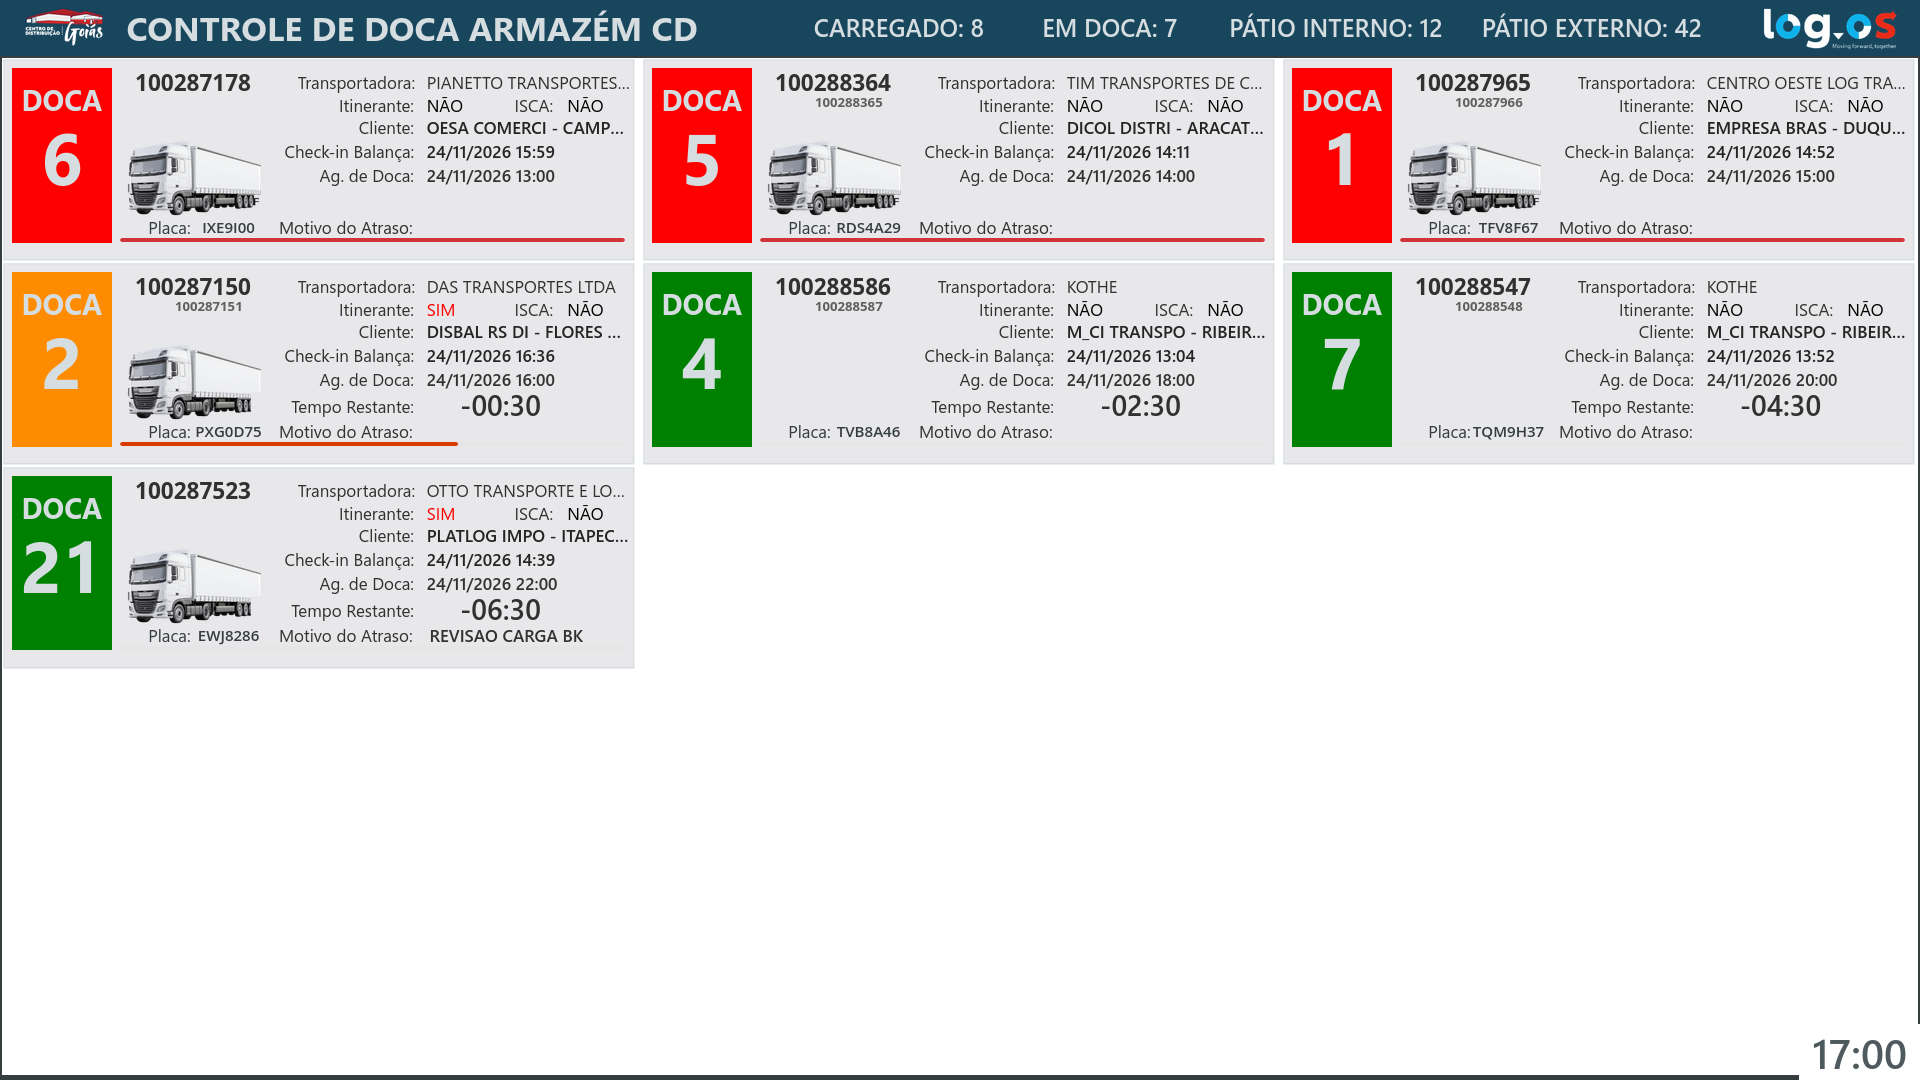 CENTRO DE DISTRIBUIÇÃO Goiás
CONTROLE DE DOCA ARMAZÉM CD
CARREGADO: 8
EM DOCA: 7
PÁTIO INTERNO: 12
PÁTIO EXTERNO: 42
log.os
Moving forward, together
DOCA
6
100287178
Transportadora: PIANETTO TRANSPORTES...
Itinerante: NÃO ISCA: NÃO
Cliente: OESA COMERCI - CAMP...
Check-in Balança: 24/11/2026 15:59
Ag. de Doca: 24/11/2026 13:00
Placa: IXE9I00 Motivo do Atraso:
DOCA
5
100288364
100288365
Transportadora: TIM TRANSPORTES DE C...
Itinerante: NÃO ISCA: NÃO
Cliente: DICOL DISTRI - ARACAT...
Check-in Balança: 24/11/2026 14:11
Ag. de Doca: 24/11/2026 14:00
Placa: RDS4A29 Motivo do Atraso:
DOCA
1
100287965
100287966
Transportadora: CENTRO OESTE LOG TRA...
Itinerante: NÃO ISCA: NÃO
Cliente: EMPRESA BRAS - DUQU...
Check-in Balança: 24/11/2026 14:52
Ag. de Doca: 24/11/2026 15:00
Placa: TFV8F67 Motivo do Atraso:
DOCA
2
100287150
100287151
Transportadora: DAS TRANSPORTES LTDA
Itinerante: SIM ISCA: NÃO
Cliente: DISBAL RS DI - FLORES ...
Check-in Balança: 24/11/2026 16:36
Ag. de Doca: 24/11/2026 16:00
Tempo Restante: -00:30
Placa: PXG0D75 Motivo do Atraso:
DOCA
4
100288586
100288587
Transportadora: KOTHE
Itinerante: NÃO ISCA: NÃO
Cliente: M_CI TRANSPO - RIBEIR...
Check-in Balança: 24/11/2026 13:04
Ag. de Doca: 24/11/2026 18:00
Tempo Restante: -02:30
Placa: TVB8A46 Motivo do Atraso:
DOCA
7
100288547
100288548
Transportadora: KOTHE
Itinerante: NÃO ISCA: NÃO
Cliente: M_CI TRANSPO - RIBEIR...
Check-in Balança: 24/11/2026 13:52
Ag. de Doca: 24/11/2026 20:00
Tempo Restante: -04:30
Placa: TQM9H37 Motivo do Atraso:
DOCA
21
100287523
Transportadora: OTTO TRANSPORTE E LO...
Itinerante: SIM ISCA: NÃO
Cliente: PLATLOG IMPO - ITAPEC...
Check-in Balança: 24/11/2026 14:39
Ag. de Doca: 24/11/2026 22:00
Tempo Restante: -06:30
Placa: EWJ8286 Motivo do Atraso: REVISAO CARGA BK
17:00